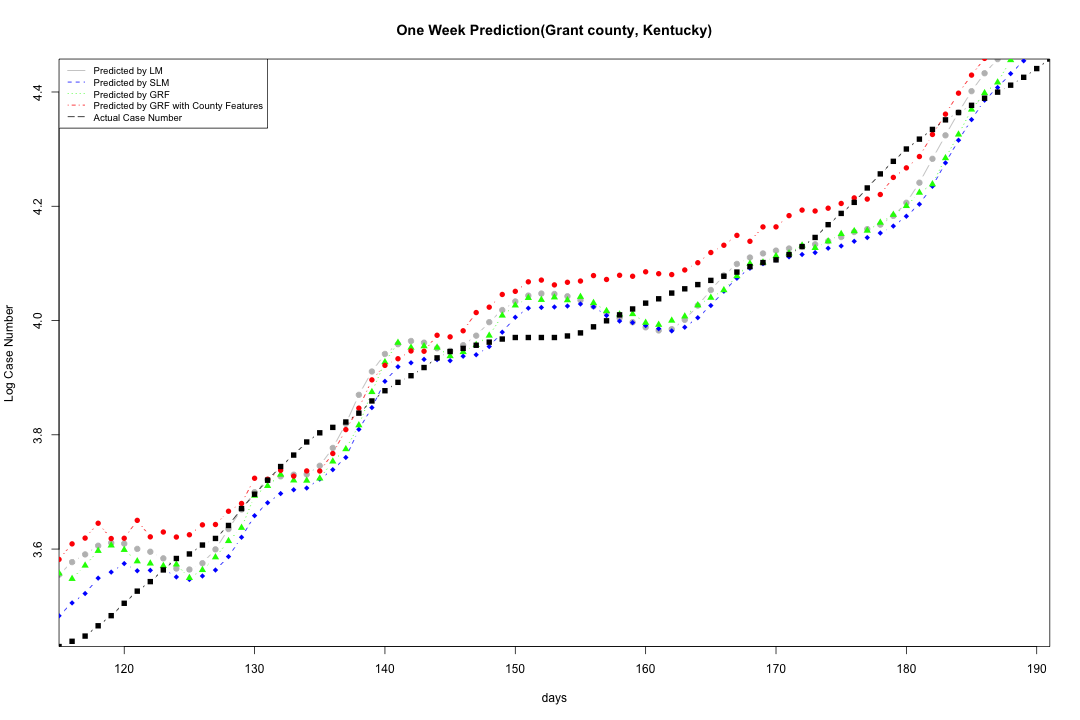 One Week Prediction(Grant county, Kentucky)
Predicted by LM
Predicted by SLM
Predicted by GRF
Predicted by GRF with County Features
Actual Case Number
4.4
4.2
4.0
3.8
3.6
Log Case Number
120 130 140 150 160 170 180 190
days